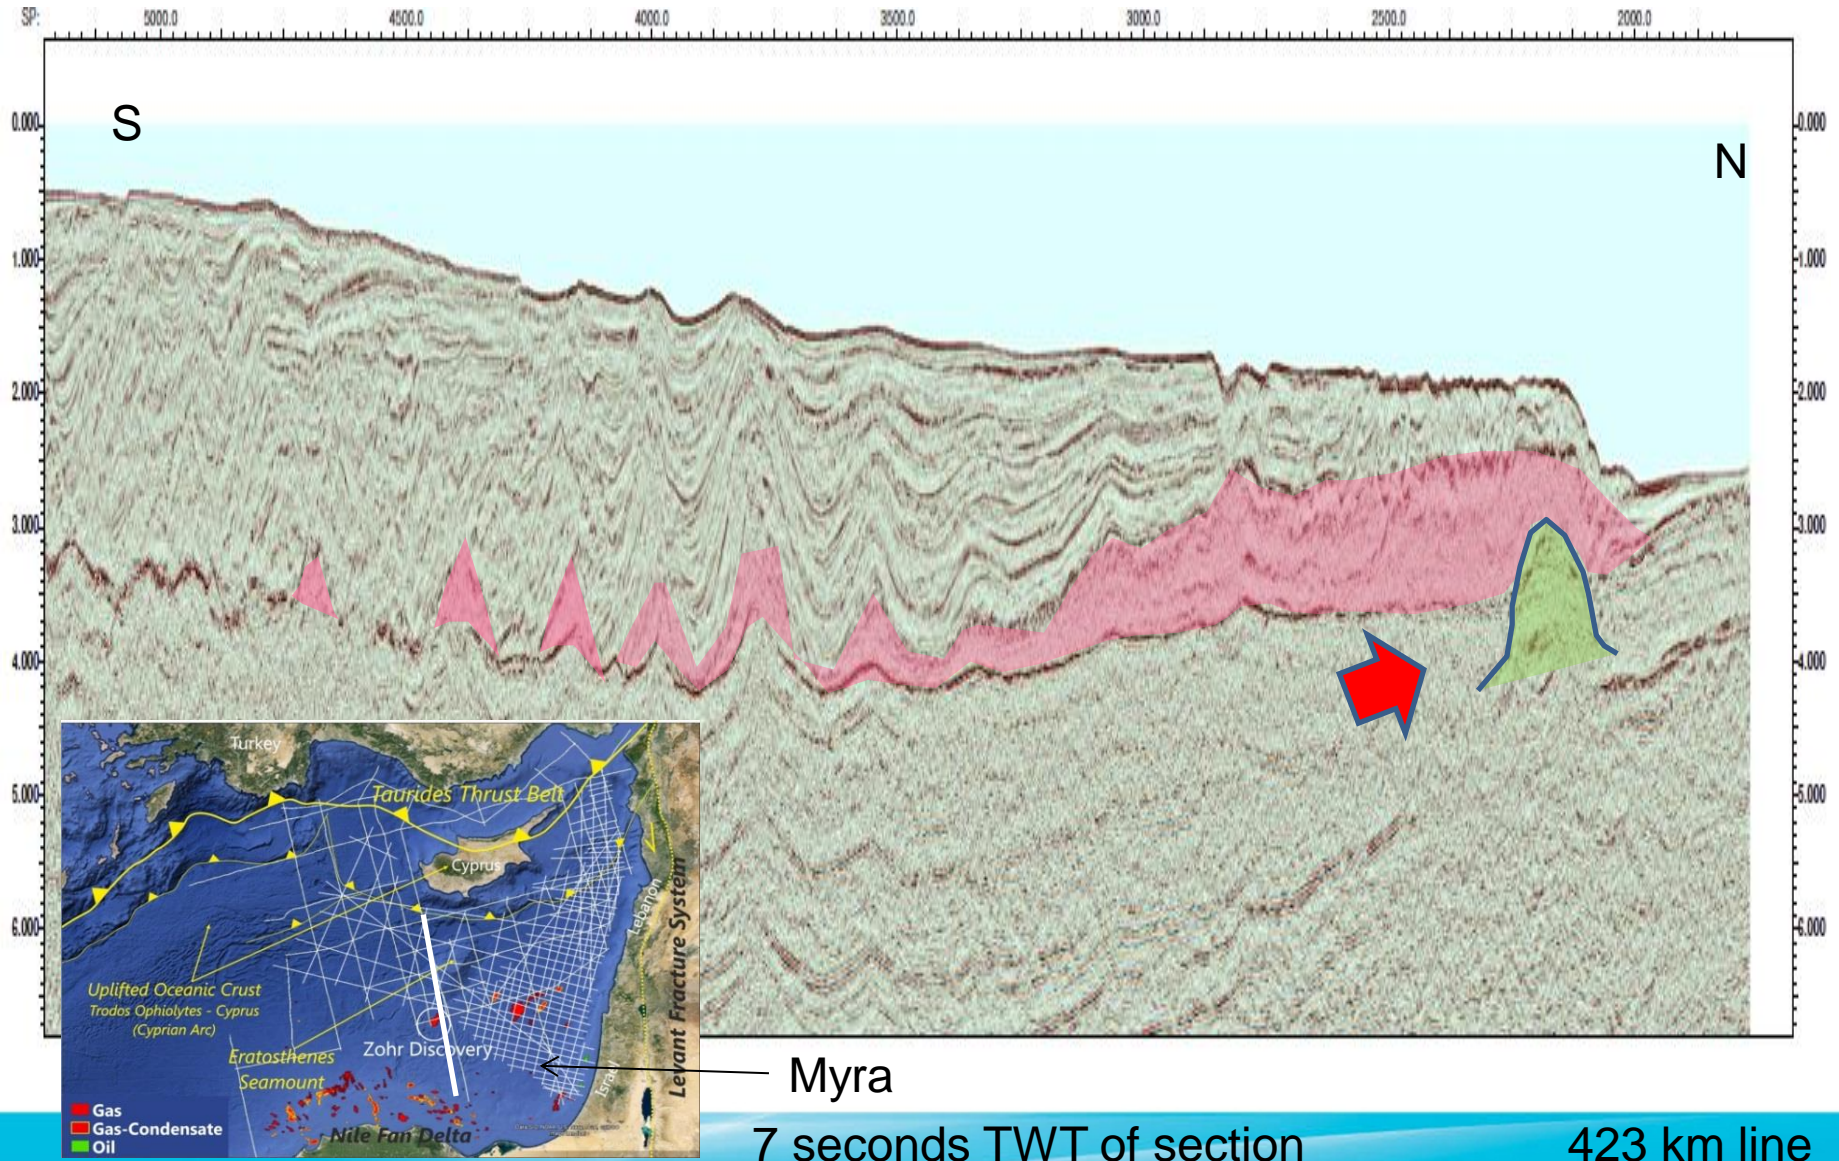 SP: 5000.0 4500.0 4000.0 3500.0 3000.0 2500.0 2000.0
S
N
0.000 0.000
1.000 1.000
2.000 2.000
3.000 3.000
4.000 4.000
5.000 5.000
6.000 6.000
Turkey
Taurides Thrust Belt
Cyprus
Lebanon
Levant Fracture System
Uplifted Oceanic Crust
Trodos Ophiolytes - Cyprus
(Cyprian Arc)
Eratosthenes
Seamount
Zohr Discovery
Israel
Myra
Gas
Gas-Condensate
Oil
Nile Fan Delta
7 seconds TWT of section
423 km line